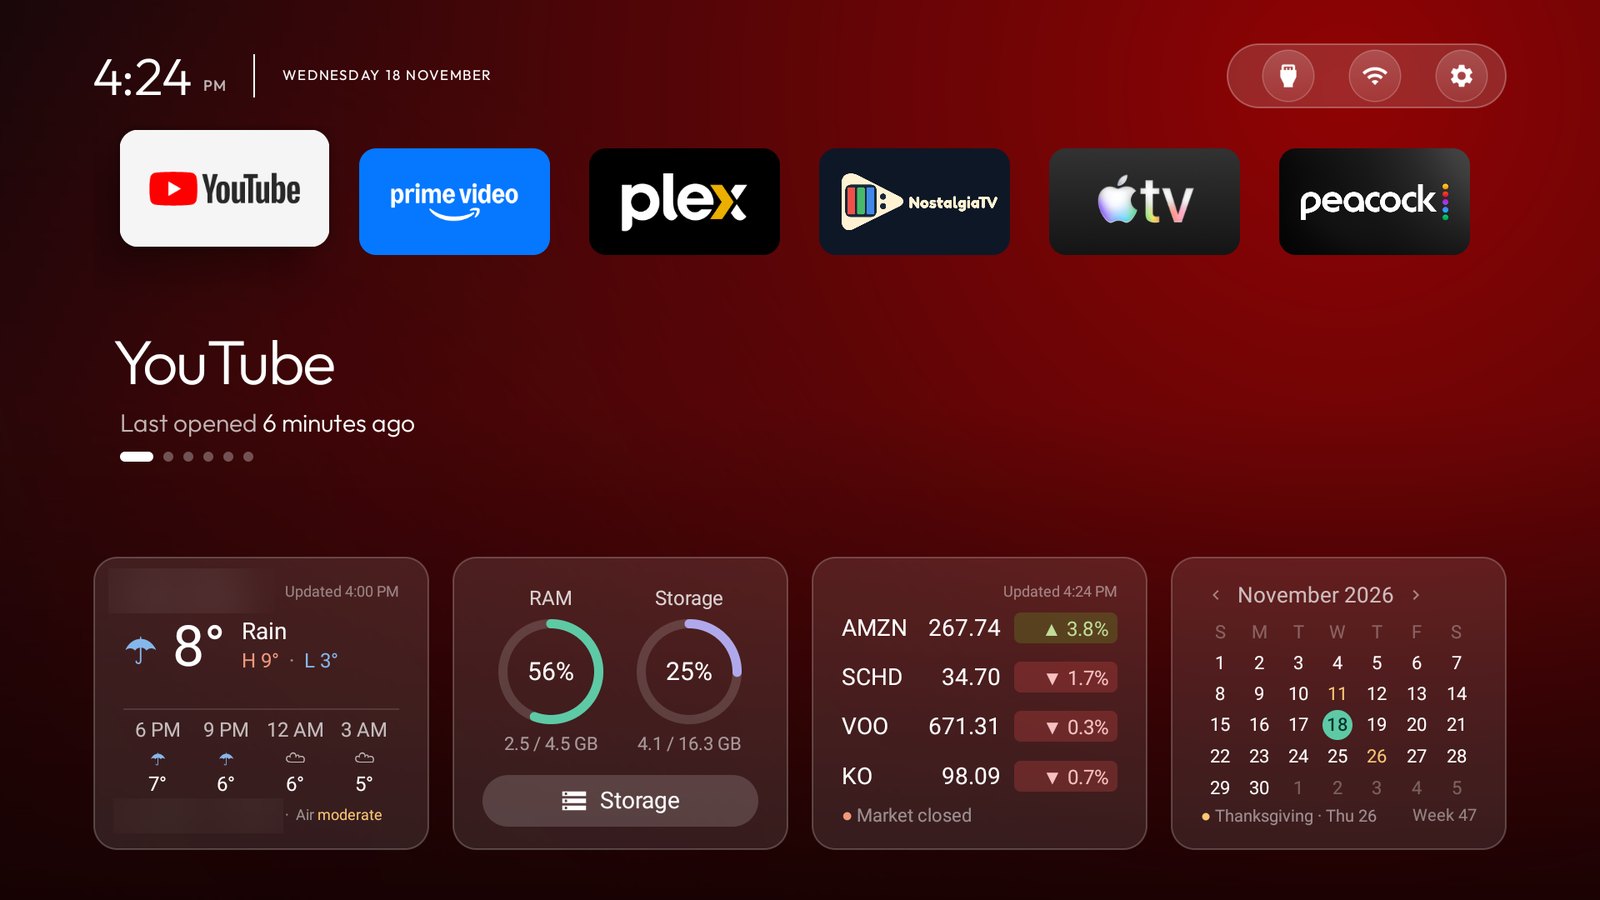 4:24 PM
WEDNESDAY 18 NOVEMBER
YouTube
prime video
plex
NostalgiaTV
tv
peacock
YouTube
Last opened 6 minutes ago
Updated 4:00 PM
8°
Rain
H 9° · L 3°
6 PM 9 PM 12 AM 3 AM
7° 6° 6° 5°
· Air moderate
RAM Storage
56% 25%
2.5 / 4.5 GB 4.1 / 16.3 GB
Storage
Updated 4:24 PM
AMZN 267.74 ▲ 3.8%
SCHD 34.70 ▼ 1.7%
VOO 671.31 ▼ 0.3%
KO 98.09 ▼ 0.7%
Market closed
‹ November 2026 ›
S M T W T F S
1 2 3 4 5 6 7
8 9 10 11 12 13 14
15 16 17 18 19 20 21
22 23 24 25 26 27 28
29 30 1 2 3 4 5
Thanksgiving · Thu 26 Week 47